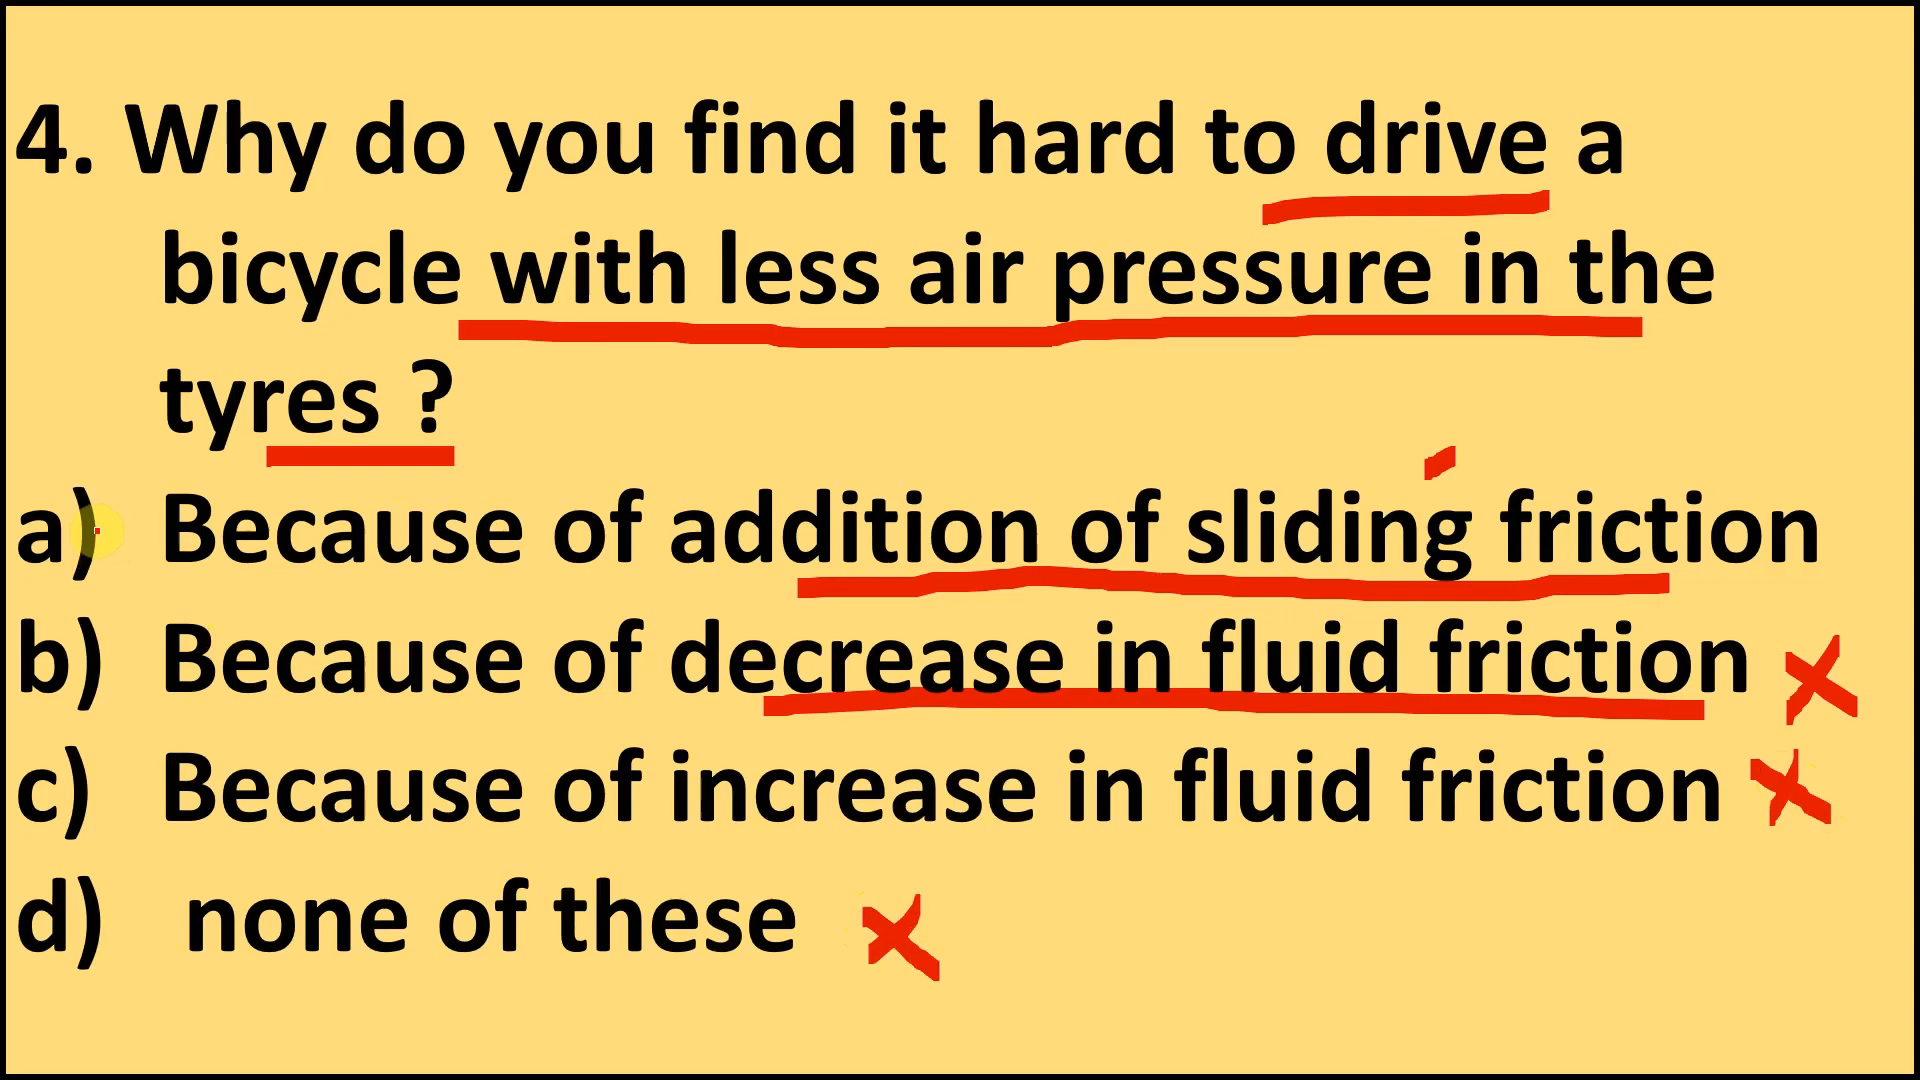 4. Why do you find it hard to drive a
bicycle with less air pressure in the
tyres ?
a) Because of addition of sliding friction
b) Because of decrease in fluid friction
c) Because of increase in fluid friction
d) none of these